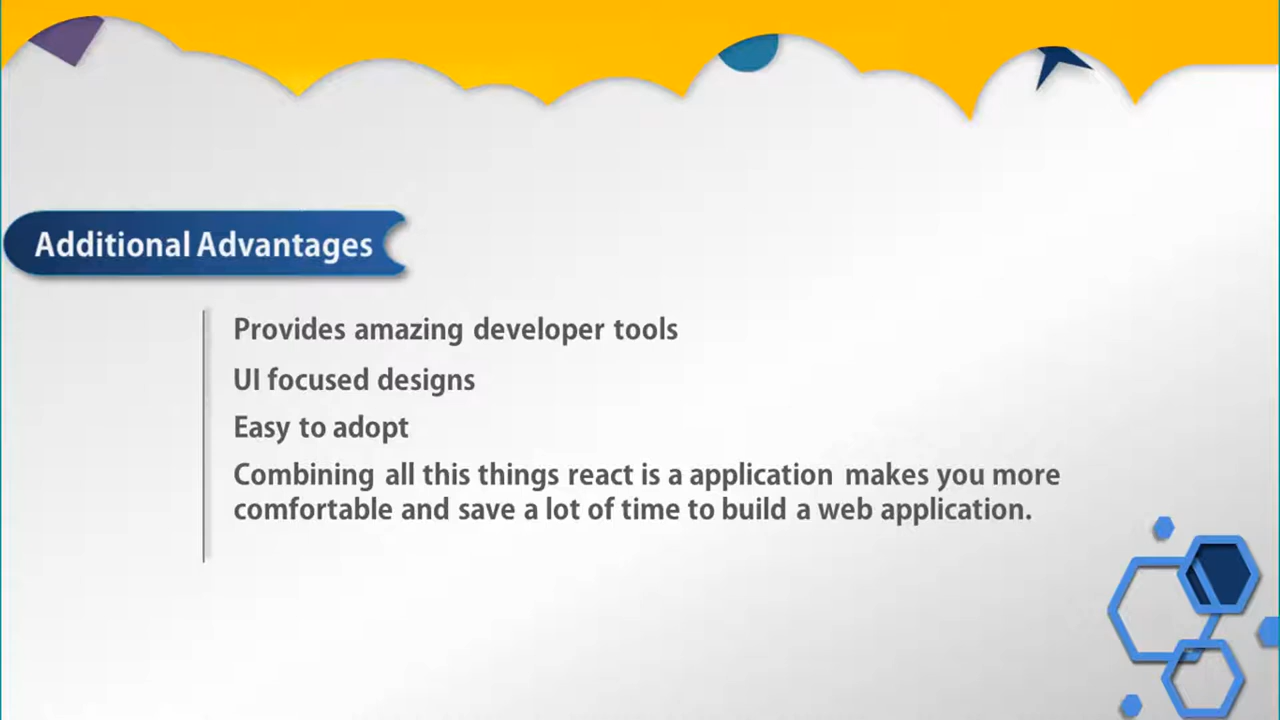 Additional Advantages
Provides amazing developer tools
UI focused designs
Easy to adopt
Combining all this things react is a application makes you more
comfortable and save a lot of time to build a web application.